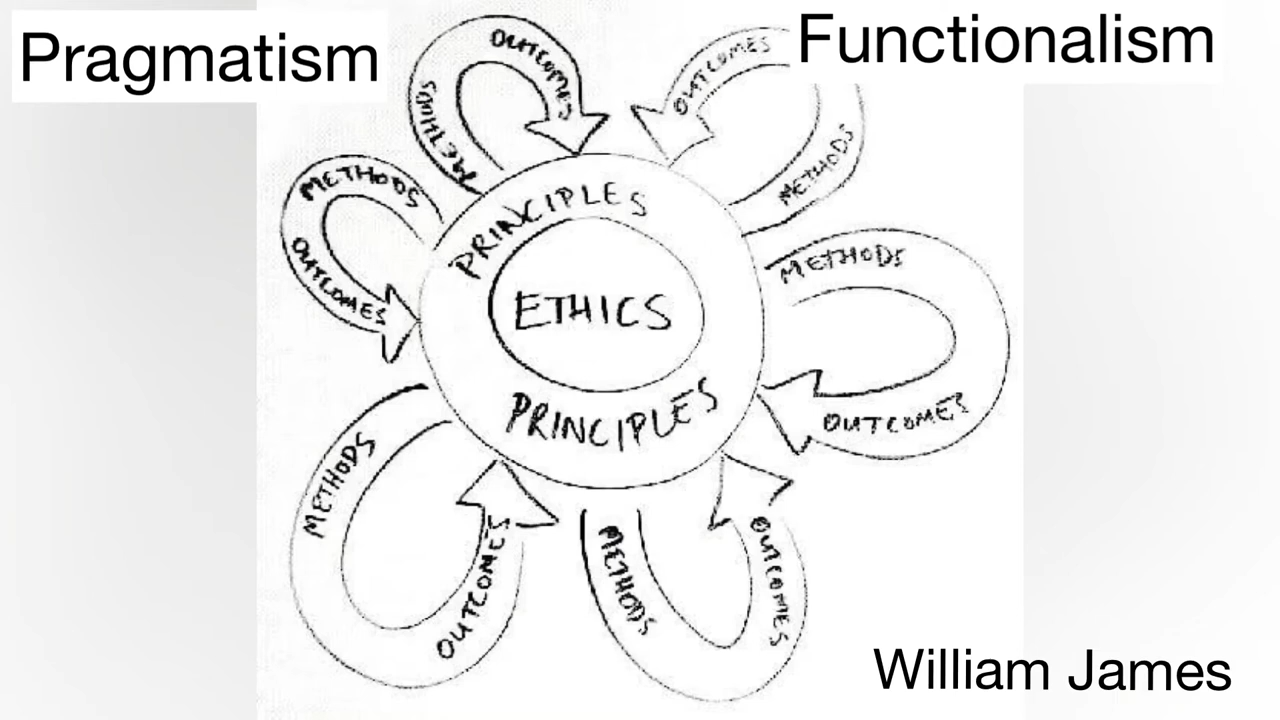 Pragmatism
Functionalism
METHODS
OUTCOMES
OUTCOMES
METHODS
METHODS
OUTCOMES
PRINCIPLES
ETHICS
PRINCIPLES
METHODS
OUTCOMES
METHODS
OUTCOMES
METHODS
OUTCOMES
William James